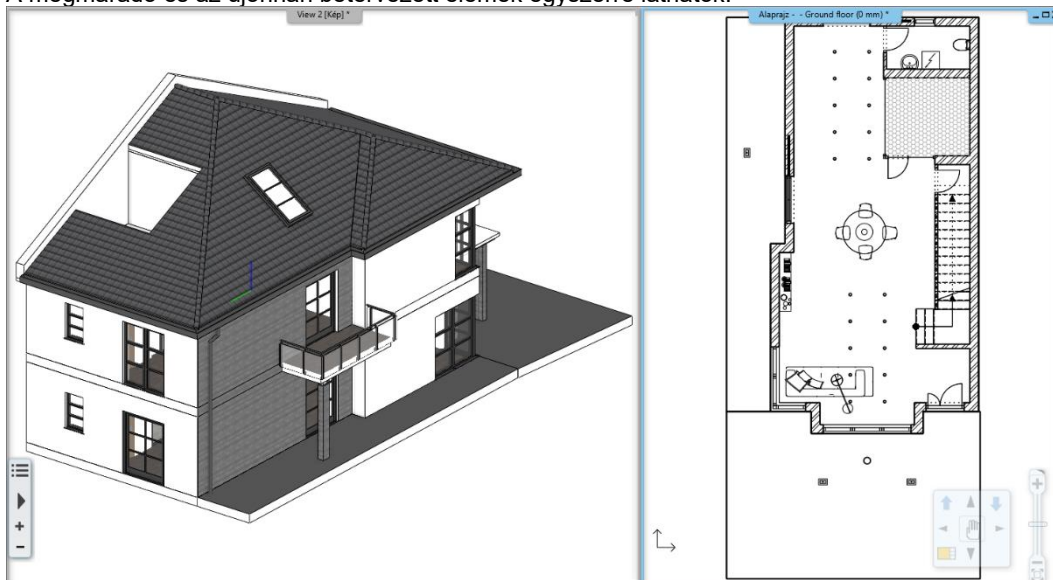 A megmaradó és az újonnan betervezett elemek egyszerre láthatók.
View 2 [Kép] *
Alaprajz - - Ground floor (0 mm) *